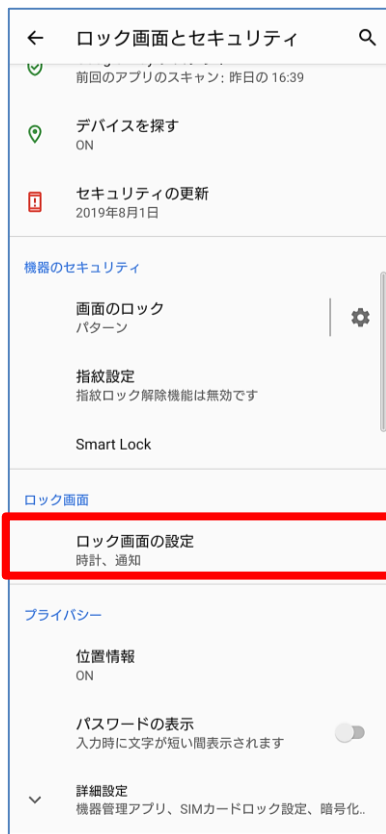 ロック画面とセキュリティ
前回のアプリのスキャン: 昨日の 16:39
デバイスを探す
ON
セキュリティの更新
2019年8月1日
機器のセキュリティ
画面のロック
パターン
指紋設定
指紋ロック解除機能は無効です
Smart Lock
ロック画面
ロック画面の設定
時計、通知
プライバシー
位置情報
ON
パスワードの表示
入力時に文字が短い間表示されます
詳細設定
機器管理アプリ、SIMカードロック設定、暗号化..